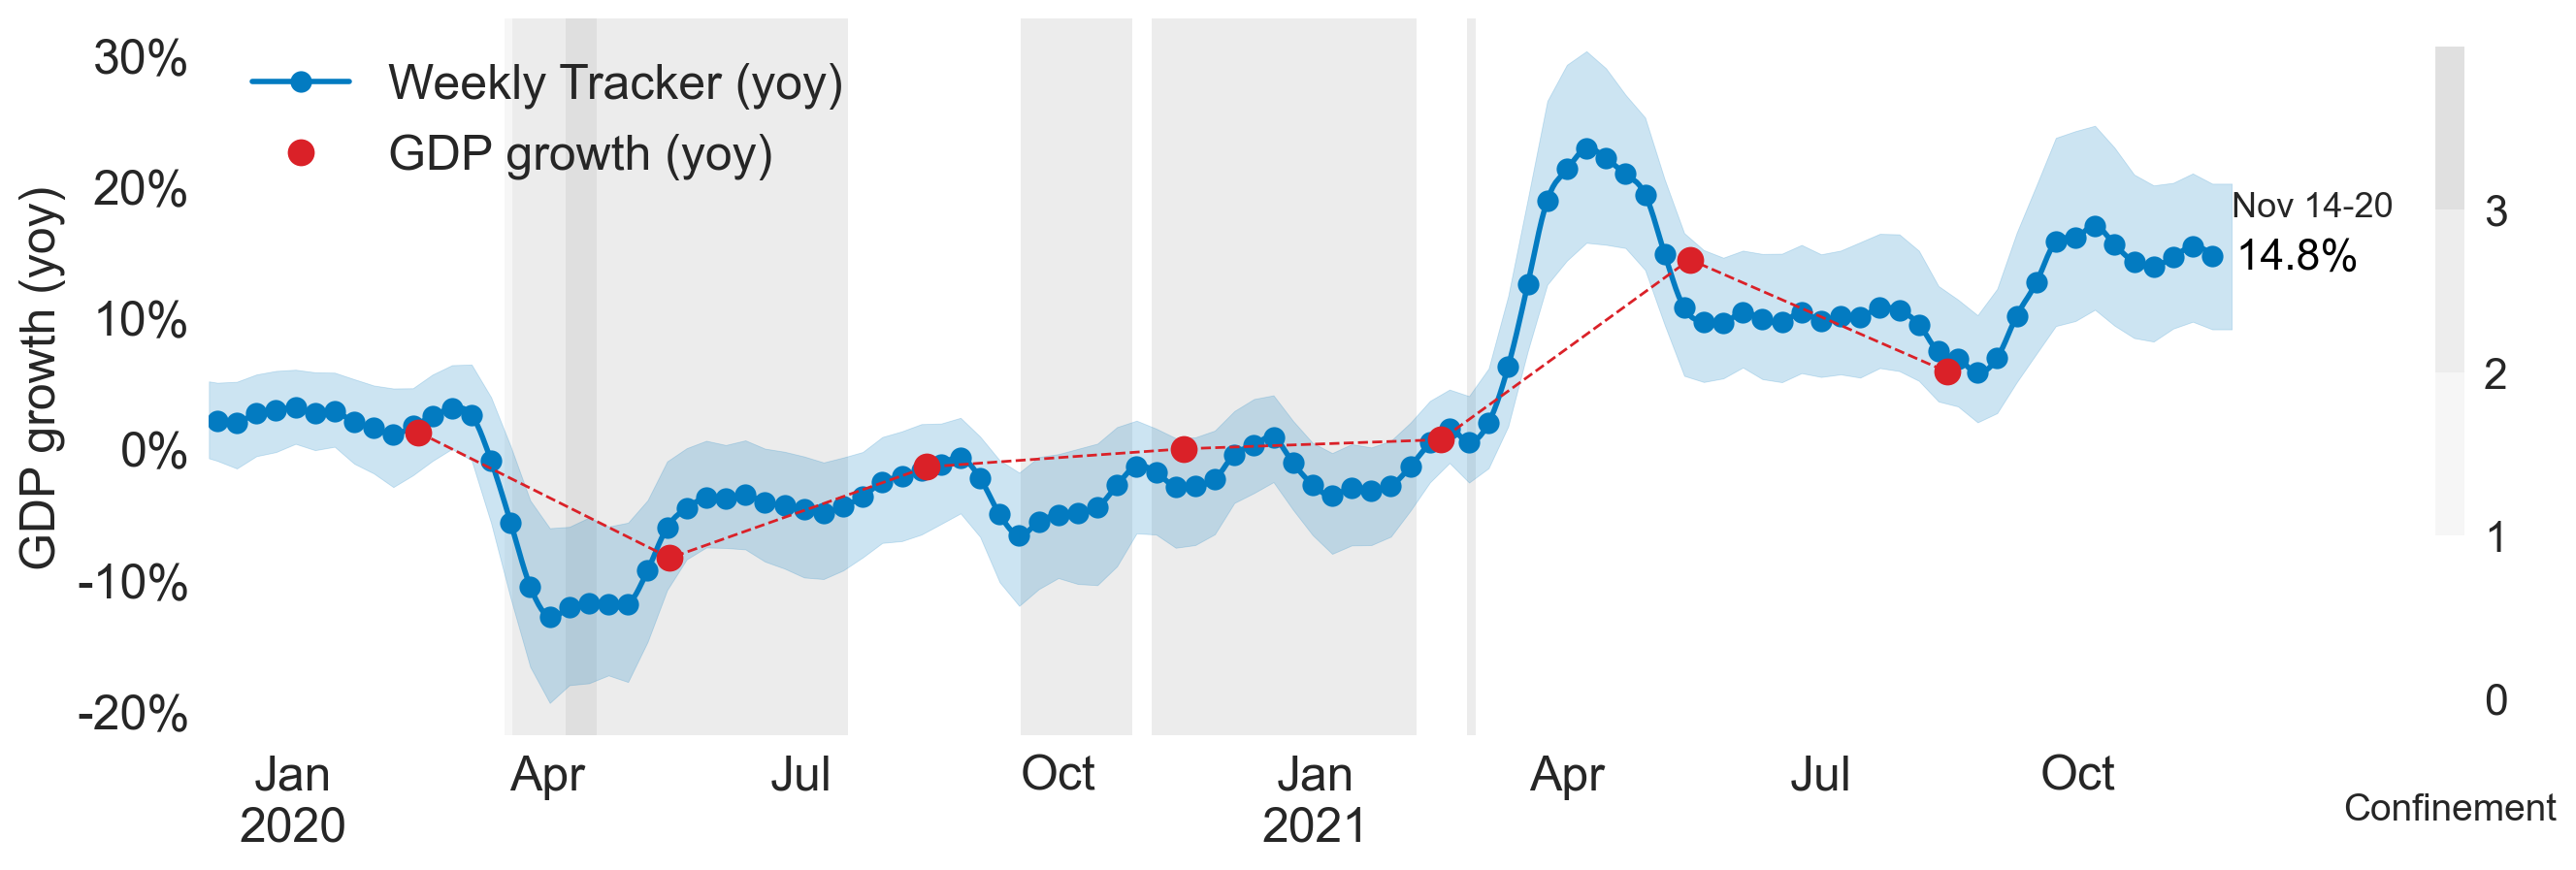 GDP growth (yoy)
30%
20%
10%
0%
-10%
-20%
Weekly Tracker (yoy)
GDP growth (yoy)
Nov 14-20
14.8%
3
2
1
0
Confinement
Jan
2020
Apr
Jul
Oct
Jan
2021
Apr
Jul
Oct